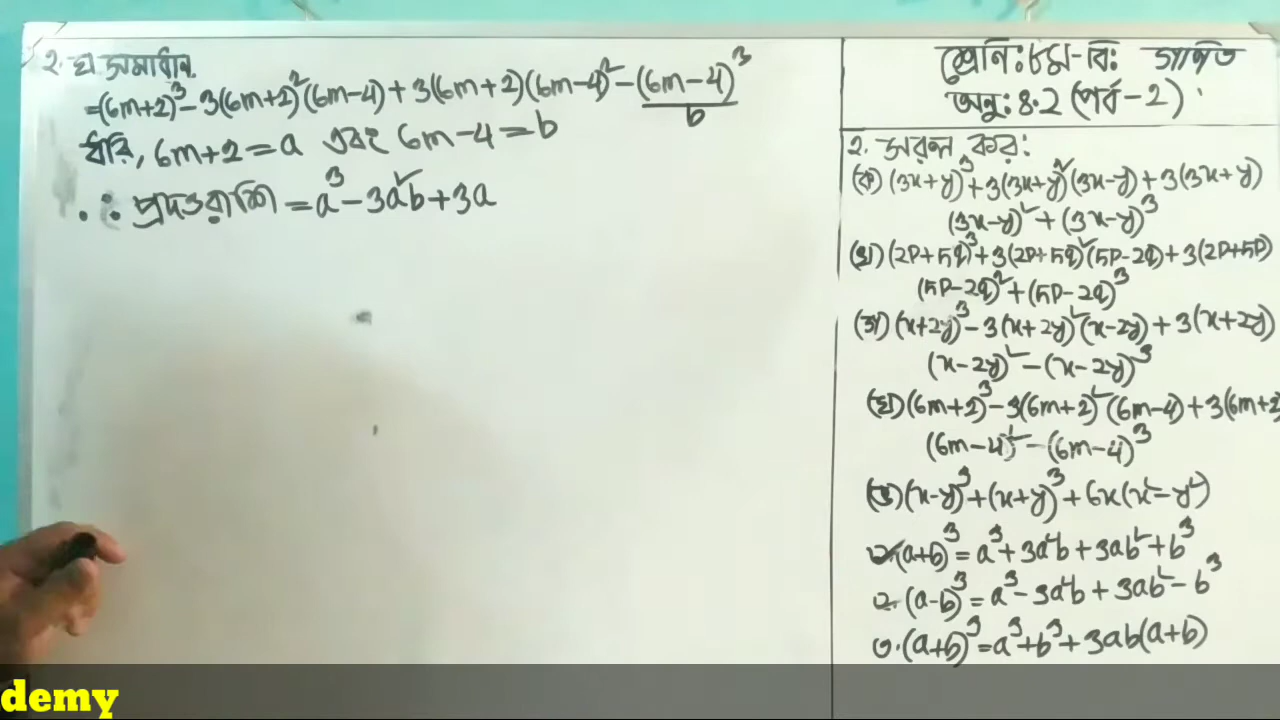 ২. ঘ সমাধান.
=(6m+2)³-3(6m+2)²(6m-4)+3(6m+2)(6m-4)²-(6m-4)³
b
ধরি, 6m+2=a এবং 6m-4=b
∴ প্রদত্তরাশি =a³-3a²b+3a
শ্রেণি:৮ম-বি: গণিত
অনু:৪.2 (পর্ব-2)
২. সরল কর:
(ক) (3x+y)³+3(3x+y)²(3x-y)+3(3x+y)
(3x-y)²+(3x-y)³
(খ) (2p+5q)³+3(2p+5q)²(5p-2q)+3(2p+5p)
(5p-2q)²+(5p-2q)³
(গ) (x+2y)³-3(x+2y)²(x-2y)+3(x+2y)
(x-2y)²-(x-2y)³
(ঘ) (6m+2)³-3(6m+2)²(6m-4)+3(6m+2)
(6m-4)²-(6m-4)³
(ঙ) (x-y)³+(x+y)³+6x(x²-y²)
(a+b)³=a³+3a²b+3ab²+b³
২. (a-b)³=a³-3a²b+3ab²-b³
৩. (a+b)³=a³+b³+3ab(a+b)
demy